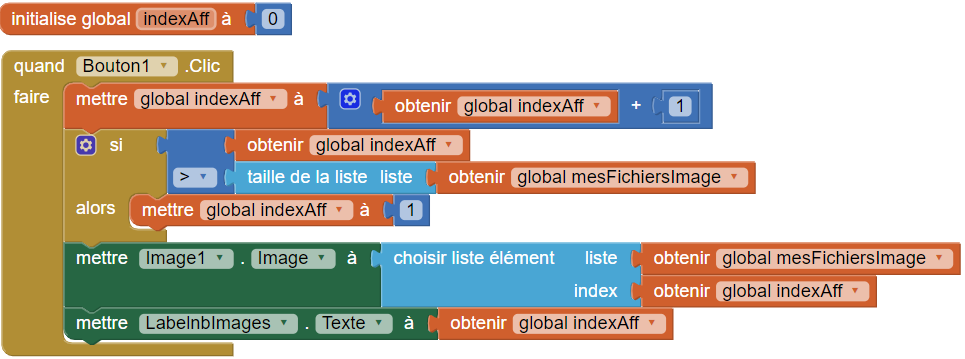 initialise global indexAff à 0
quand Bouton1 .Clic
faire mettre global indexAff à obtenir global indexAff + 1
si obtenir global indexAff
> taille de la liste liste obtenir global mesFichiersImage
alors mettre global indexAff à 1
mettre Image1 . Image à choisir liste élément liste obtenir global mesFichiersImage
index obtenir global indexAff
mettre LabelnbImages . Texte à obtenir global indexAff